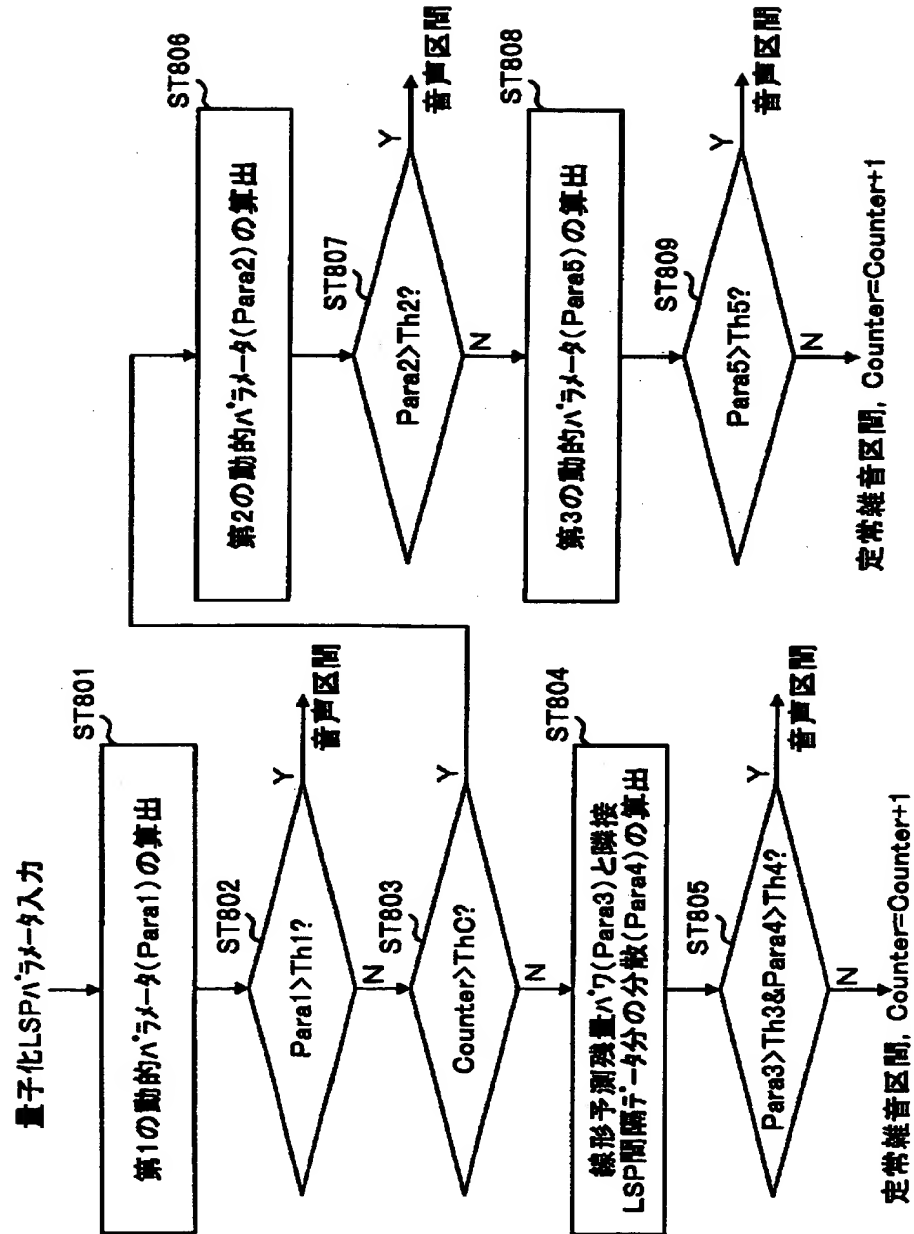 量子化LSPパラメータ入力
ST801
第1の動的パラメータ(Para1)の算出
ST802
Para1>Th1?
Y
音声区間
N
ST803
Counter>ThC?
Y
N
ST804
線形予測残量パワ(Para3)と隣接
LSP間隔データ分の分散(Para4)の算出
ST805
Para3>Th3&Para4>Th4?
Y
音声区間
N
定常雑音区間, Counter=Counter+1
ST806
第2の動的パラメータ(Para2)の算出
ST807
Para2>Th2?
Y
音声区間
N
ST808
第3の動的パラメータ(Para5)の算出
ST809
Para5>Th5?
Y
音声区間
N
定常雑音区間, Counter=Counter+1